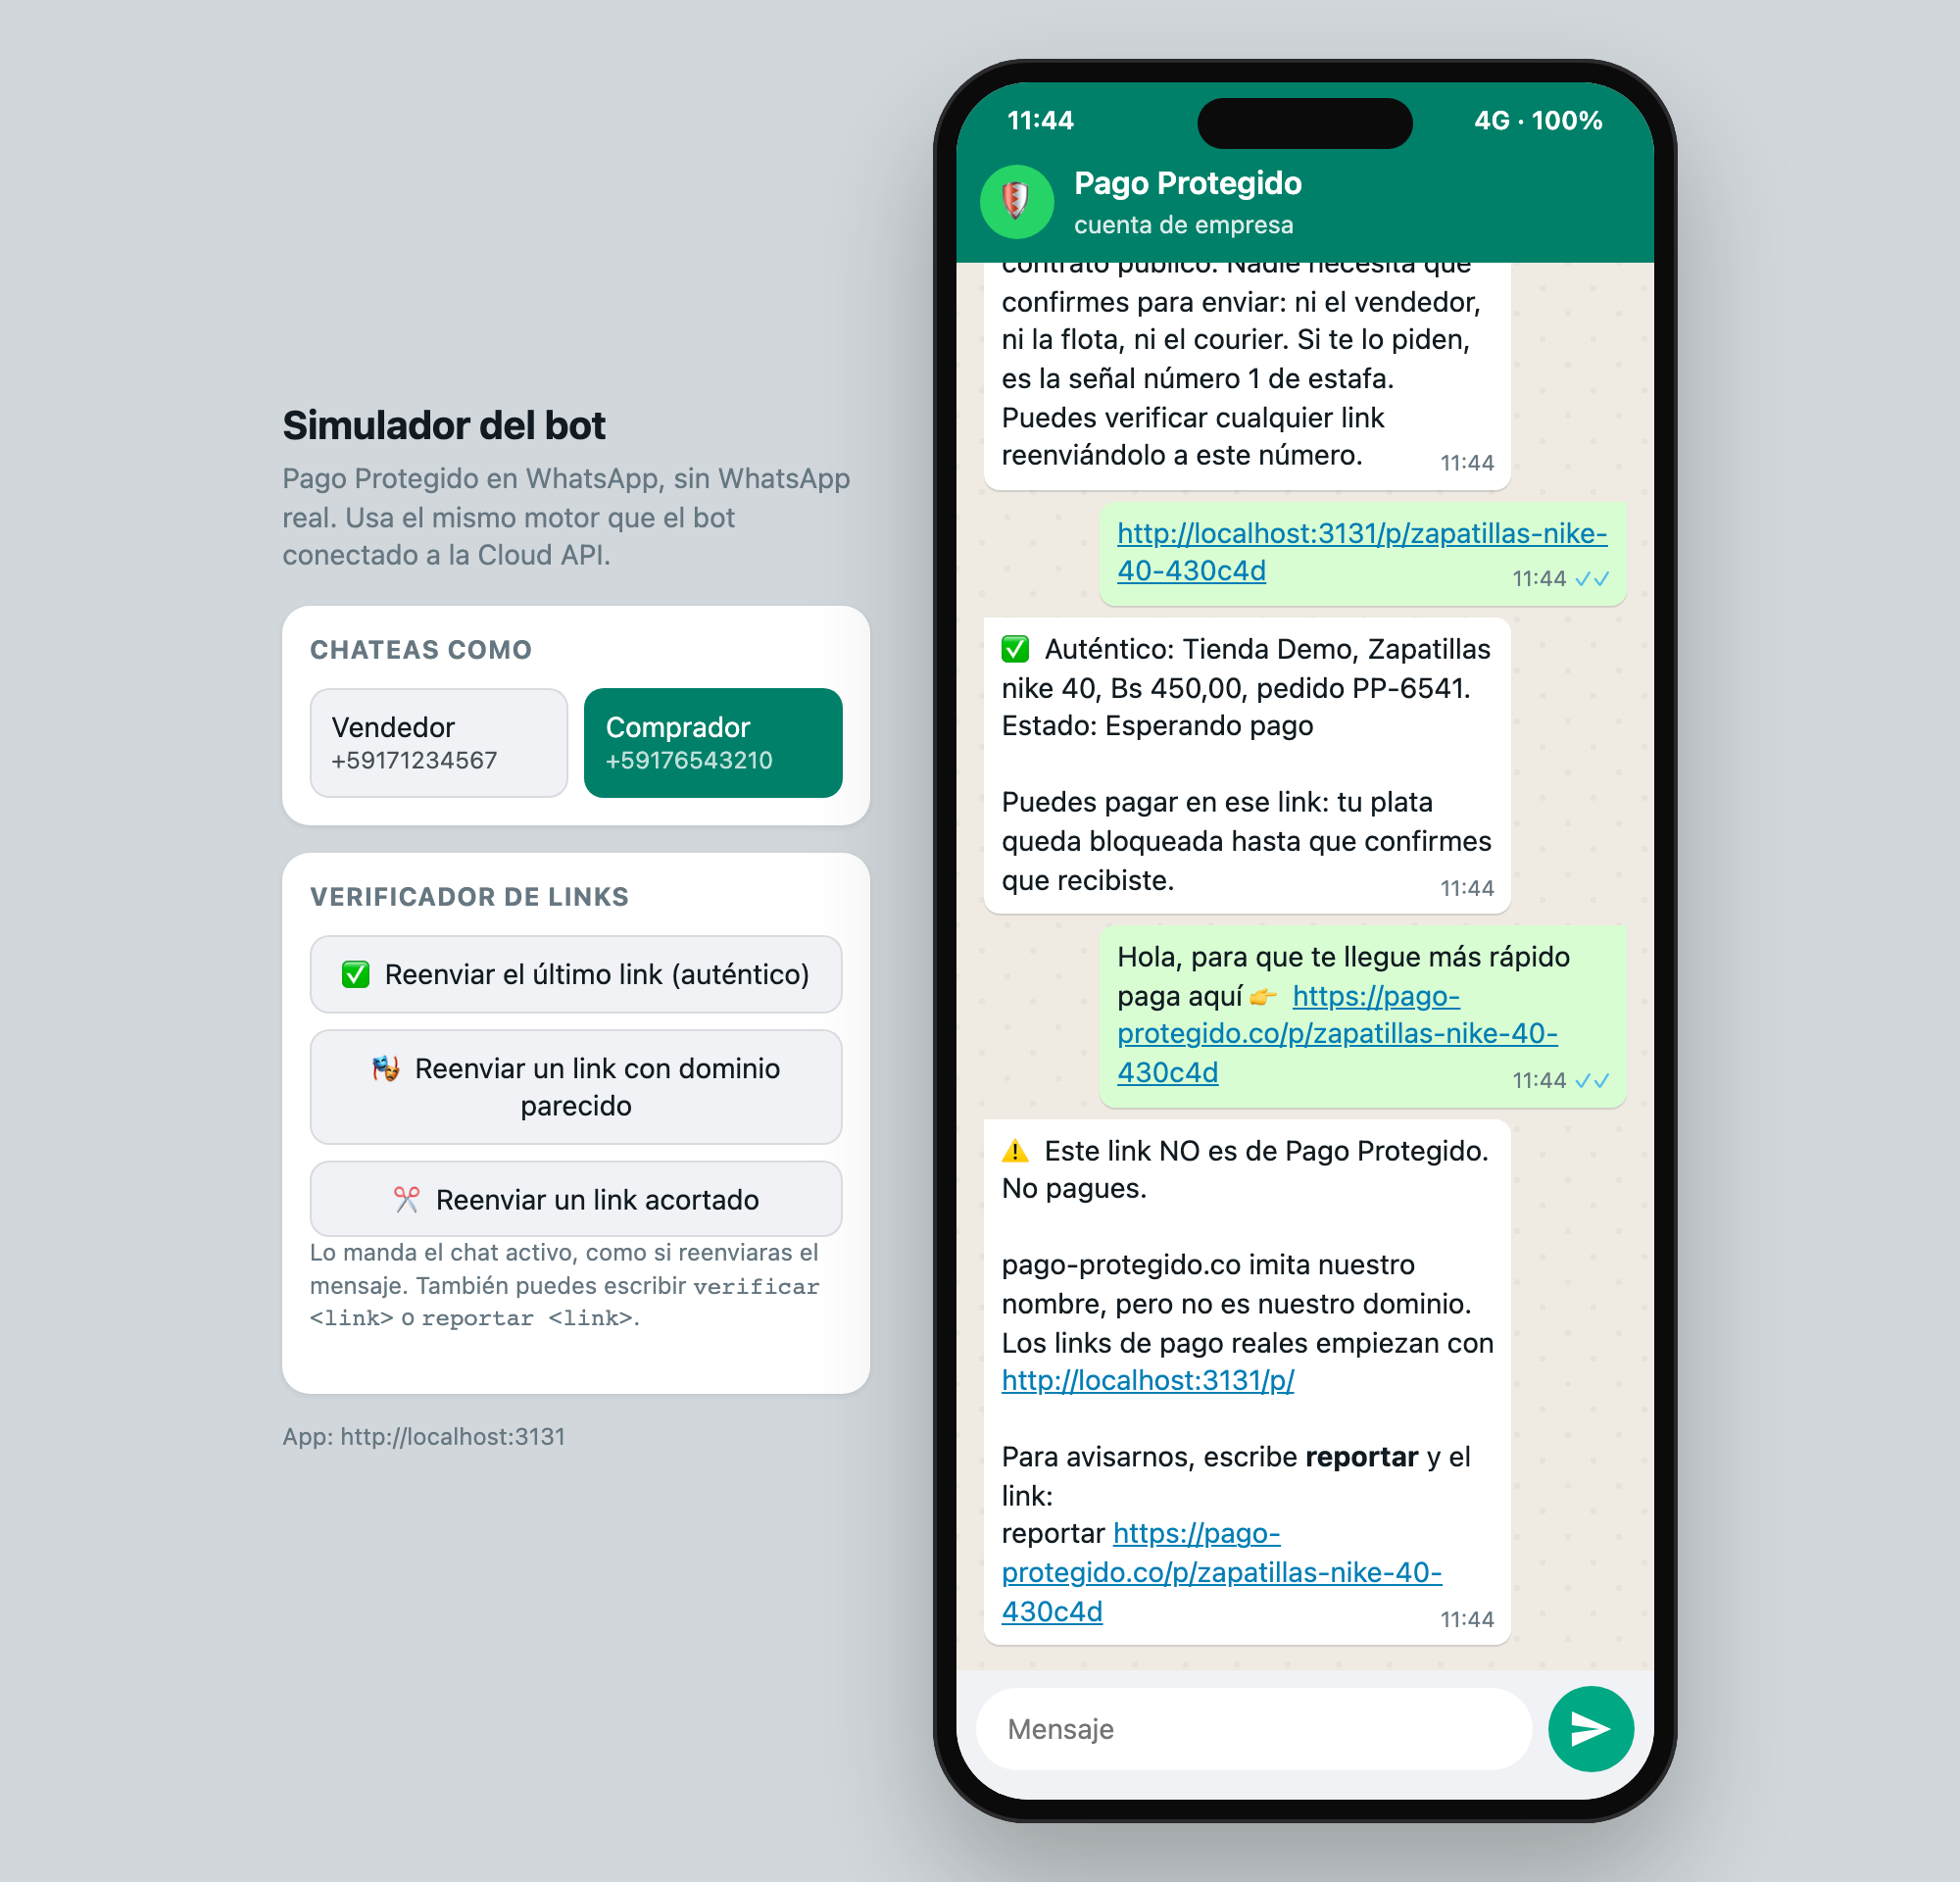 Simulador del bot
Pago Protegido en WhatsApp, sin WhatsApp
real. Usa el mismo motor que el bot
conectado a la Cloud API.
CHATEAS COMO
Vendedor
+59171234567
Comprador
+59176543210
VERIFICADOR DE LINKS
✅ Reenviar el último link (auténtico)
🎭 Reenviar un link con dominio
parecido
✂️ Reenviar un link acortado
Lo manda el chat activo, como si reenviaras el
mensaje. También puedes escribir verificar
<link> o reportar <link>.
App: http://localhost:3131
11:44
4G · 100%
Pago Protegido
cuenta de empresa
contrato público. Nadie necesita que
confirmes para enviar: ni el vendedor,
ni la flota, ni el courier. Si te lo piden,
es la señal número 1 de estafa.
Puedes verificar cualquier link
reenviándolo a este número.
11:44
http://localhost:3131/p/zapatillas-nike-
40-430c4d
11:44
✅ Auténtico: Tienda Demo, Zapatillas
nike 40, Bs 450,00, pedido PP-6541.
Estado: Esperando pago
Puedes pagar en ese link: tu plata
queda bloqueada hasta que confirmes
que recibiste.
11:44
Hola, para que te llegue más rápido
paga aquí 👉 https://pago-
protegido.co/p/zapatillas-nike-40-
430c4d
11:44
⚠️ Este link NO es de Pago Protegido.
No pagues.
pago-protegido.co imita nuestro
nombre, pero no es nuestro dominio.
Los links de pago reales empiezan con
http://localhost:3131/p/
Para avisarnos, escribe reportar y el
link:
reportar https://pago-
protegido.co/p/zapatillas-nike-40-
430c4d
11:44
Mensaje